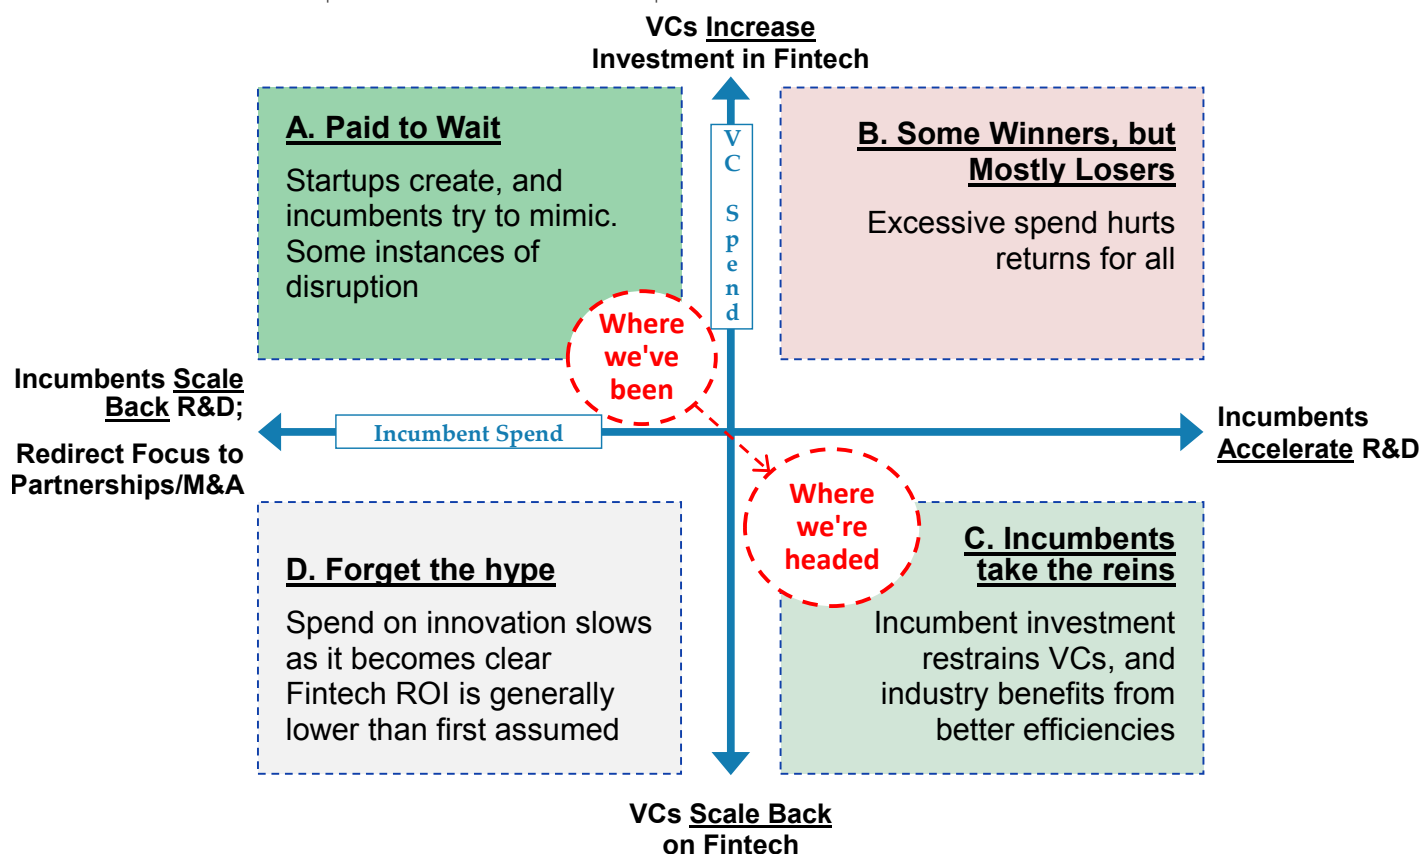 VCs Increase
Investment in Fintech
A. Paid to Wait
Startups create, and
incumbents try to mimic.
Some instances of
disruption
VC Spend
B. Some Winners, but
Mostly Losers
Excessive spend hurts
returns for all
Where
we've
been
Incumbents Scale
Back R&D;
Redirect Focus to
Partnerships/M&A
Incumbent Spend
Incumbents
Accelerate R&D
Where
we're
headed
D. Forget the hype
Spend on innovation slows
as it becomes clear
Fintech ROI is generally
lower than first assumed
C. Incumbents
take the reins
Incumbent investment
restrains VCs, and
industry benefits from
better efficiencies
VCs Scale Back
on Fintech